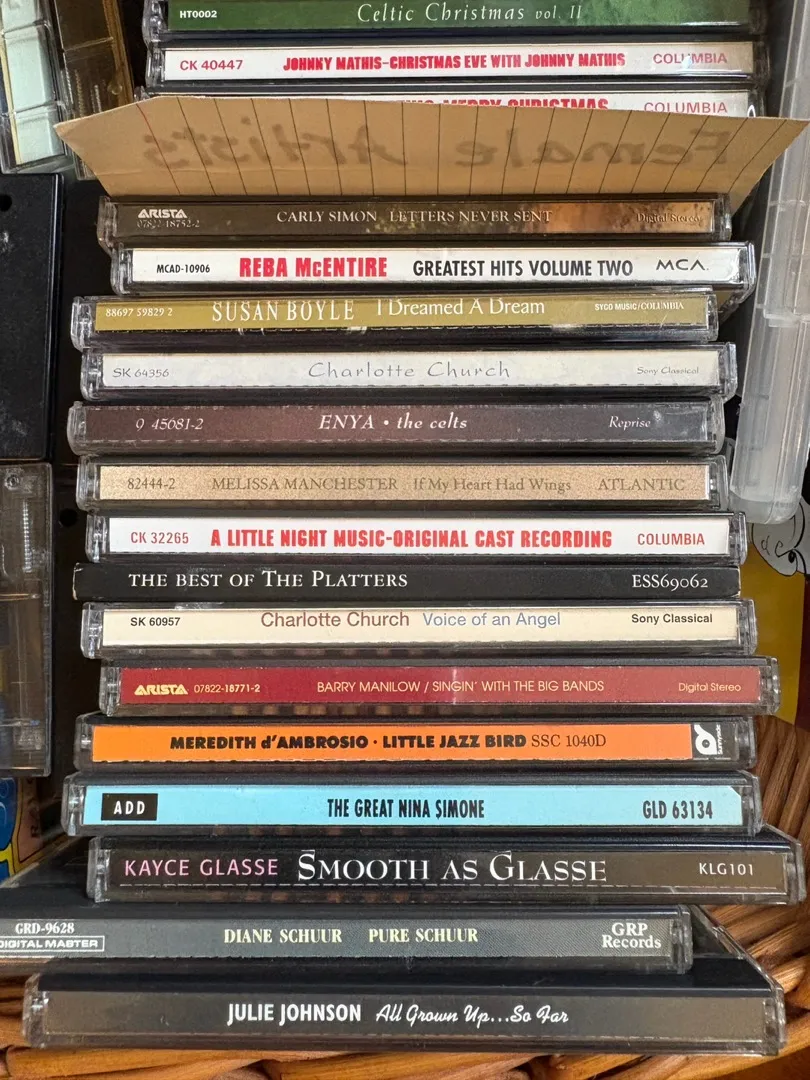 HT0002 Celtic Christmas vol. II
CK 40447 JOHNNY MATHIS-CHRISTMAS EVE WITH JOHNNY MATHIS COLUMBIA
MERRY CHRISTMAS COLUMBIA
Female Artists
ARISTA 07822-18752-2 CARLY SIMON LETTERS NEVER SENT Digital Stereo
MCAD-10906 REBA McENTIRE GREATEST HITS VOLUME TWO MCA
88697 59829 2 SUSAN BOYLE I Dreamed A Dream SYCO MUSIC/COLUMBIA
SK 64356 Charlotte Church Sony Classical
9 45681-2 ENYA • the celts Reprise
82444-2 MELISSA MANCHESTER If My Heart Had Wings ATLANTIC
CK 32265 A LITTLE NIGHT MUSIC-ORIGINAL CAST RECORDING COLUMBIA
THE BEST OF THE PLATTERS ESS69062
SK 60957 Charlotte Church Voice of an Angel Sony Classical
ARISTA 07822-18771-2 BARRY MANILOW / SINGIN' WITH THE BIG BANDS Digital Stereo
MEREDITH d'AMBROSIO · LITTLE JAZZ BIRD SSC 1040D Sunnyside
ADD THE GREAT NINA SIMONE GLD 63134
KAYCE GLASSE SMOOTH AS GLASSE KLG101
GRD-9628 DIGITAL MASTER DIANE SCHUUR PURE SCHUUR GRP Records
JULIE JOHNSON All Grown Up...So Far